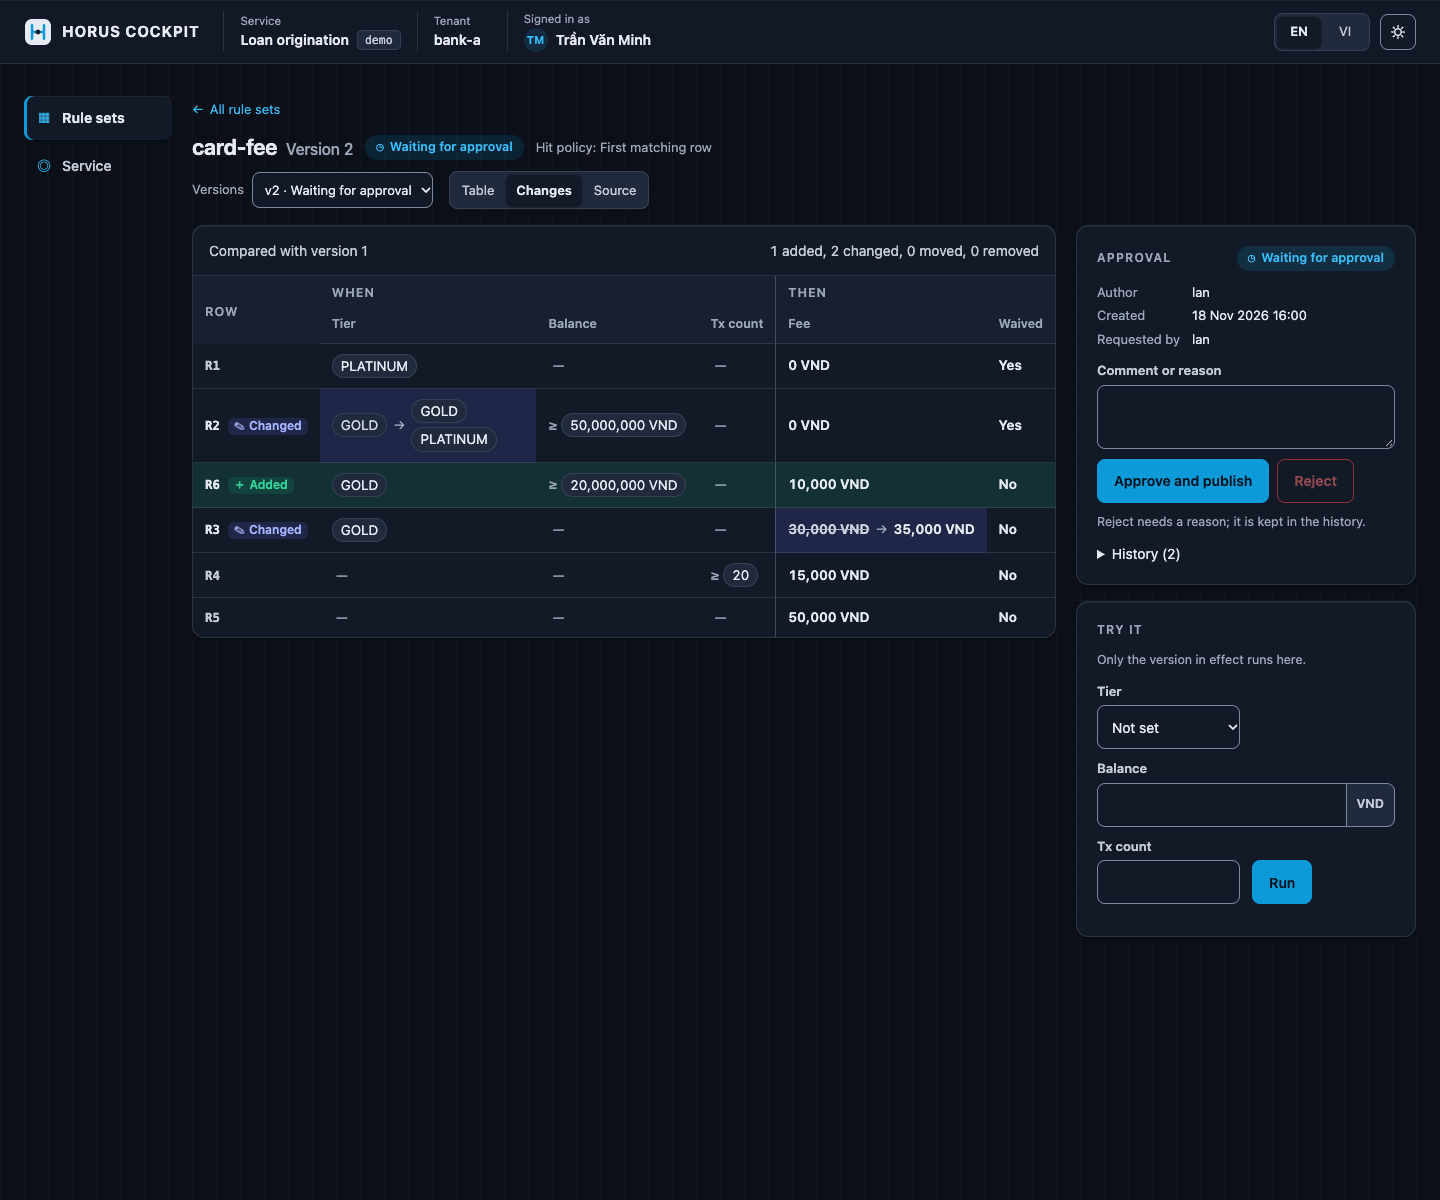 HORUS COCKPIT
Service
Loan origination demo
Tenant
bank-a
Signed in as
TM Trần Văn Minh
EN VI
Rule sets
Service
← All rule sets
card-fee Version 2 Waiting for approval Hit policy: First matching row
Versions v2 · Waiting for approval Table Changes Source
Compared with version 1 1 added, 2 changed, 0 moved, 0 removed
ROW WHEN THEN
Tier Balance Tx count Fee Waived
R1 PLATINUM — — 0 VND Yes
R2 ✎ Changed GOLD → GOLD PLATINUM ≥ 50,000,000 VND — 0 VND Yes
R6 + Added GOLD ≥ 20,000,000 VND — 10,000 VND No
R3 ✎ Changed GOLD — — 30,000 VND → 35,000 VND No
R4 — — ≥ 20 15,000 VND No
R5 — — — 50,000 VND No
APPROVAL Waiting for approval
Author lan
Created 18 Nov 2026 16:00
Requested by lan
Comment or reason
Approve and publish Reject
Reject needs a reason; it is kept in the history.
▶ History (2)
TRY IT
Only the version in effect runs here.
Tier
Not set
Balance
VND
Tx count
Run